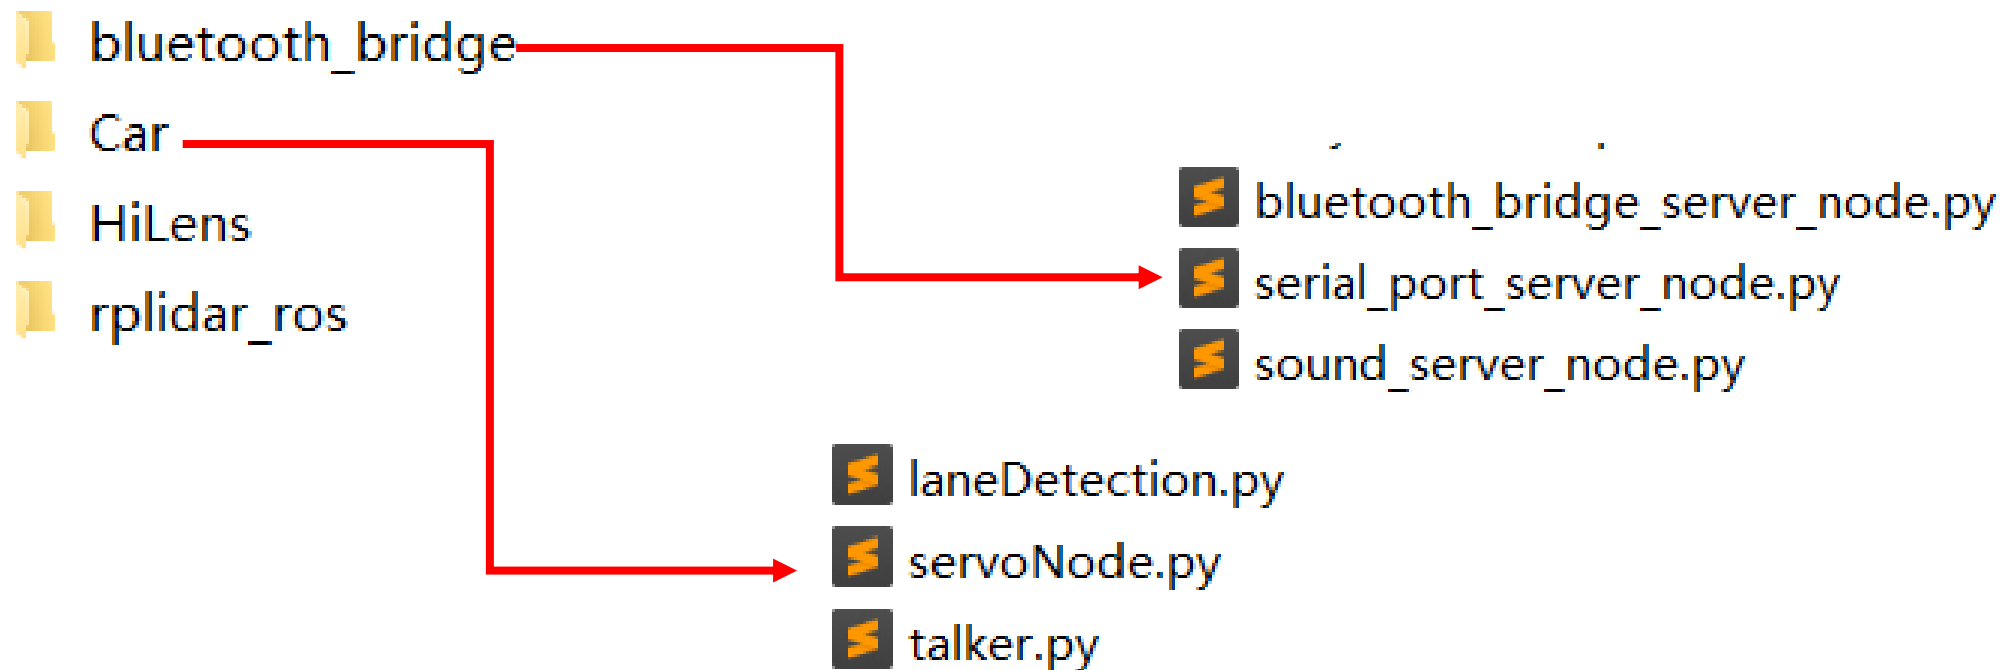 bluetooth_bridge
Car
HiLens
rplidar_ros
bluetooth_bridge_server_node.py
serial_port_server_node.py
sound_server_node.py
laneDetection.py
servoNode.py
talker.py